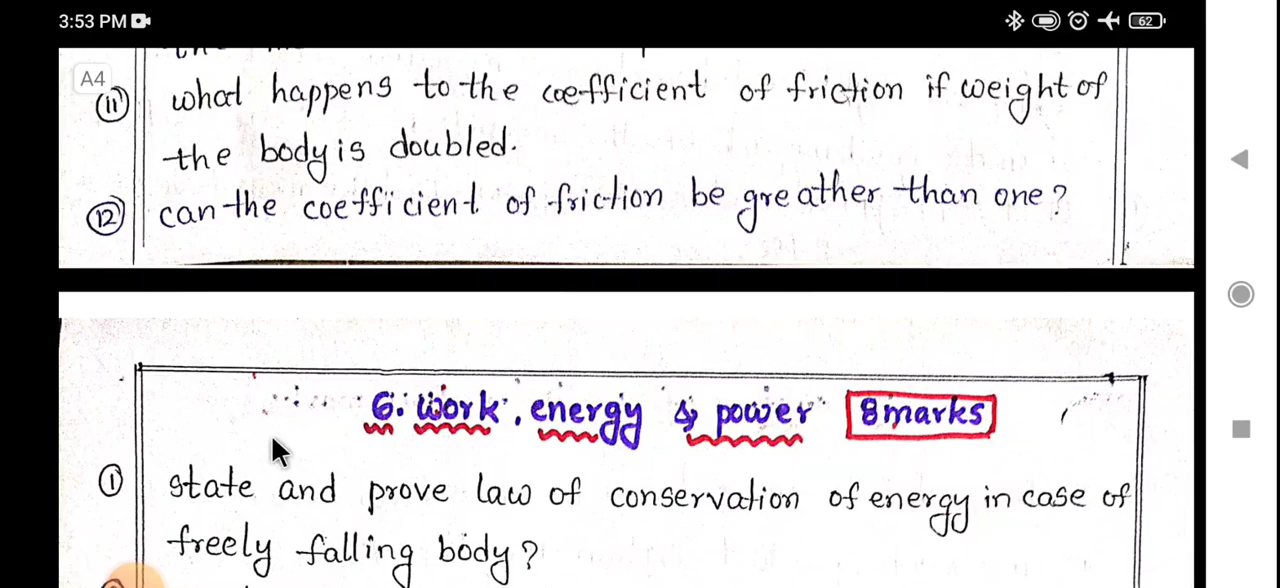 3:53 PM
62
A4
(11) what happens to the coefficient of friction if weight of
the body is doubled.
(12) can the coefficient of friction be greather than one?
6. work, energy & power 8marks
(1) state and prove law of conservation of energy in case of
freely falling body?